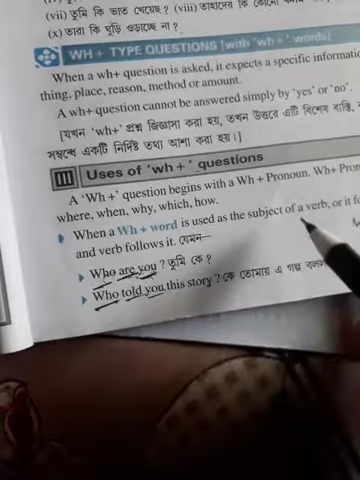 (vii) তুমি কি ভাত খেয়েছ? (viii) তাহাদের কি কোনো
(x) তারা কি ঘুড়ি ওড়াচ্ছে না ?
WH + TYPE QUESTIONS [with 'wh + ' words]
When a wh+ question is asked, it expects a specific informati
thing, place, reason, method or amount.
A wh+ question cannot be answered simply by 'yes' or 'no'.
[যখন 'wh+' প্রশ্ন জিজ্ঞাসা করা হয়, তখন উত্তরে এটি বিশেষ ব্যক্তি,
সম্বন্ধে একটি নির্দিষ্ট তথ্য আশা করা হয়।]
III Uses of 'wh + ' questions
A 'Wh +' question begins with a Wh + Pronoun. Wh+ Pron
where, when, why, which, how.
When a Wh + word is used as the subject of a verb, or it fo
and verb follows it. যেমন—
Who are you ? তুমি কে ?
Who told you this story ? কে তোমায় এ গল্প বলল